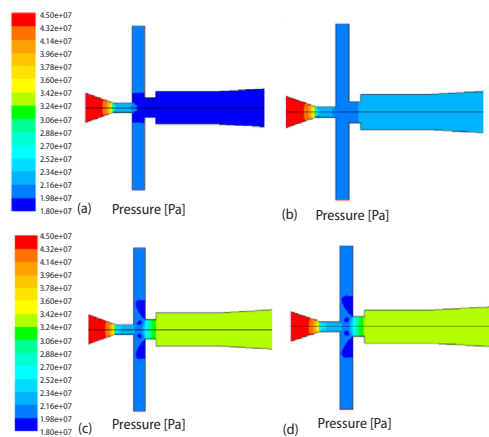 4.50e+07
4.32e+07
4.14e+07
3.96e+07
3.78e+07
3.60e+07
3.42e+07
3.24e+07
3.06e+07
2.88e+07
2.70e+07
2.52e+07
2.34e+07
2.16e+07
1.98e+07
1.80e+07
(a) Pressure [Pa]
(b) Pressure [Pa]
4.50e+07
4.32e+07
4.14e+07
3.96e+07
3.78e+07
3.60e+07
3.42e+07
3.24e+07
3.06e+07
2.88e+07
2.70e+07
2.52e+07
2.34e+07
2.16e+07
1.98e+07
1.80e+07
(c) Pressure [Pa]
(d) Pressure [Pa]